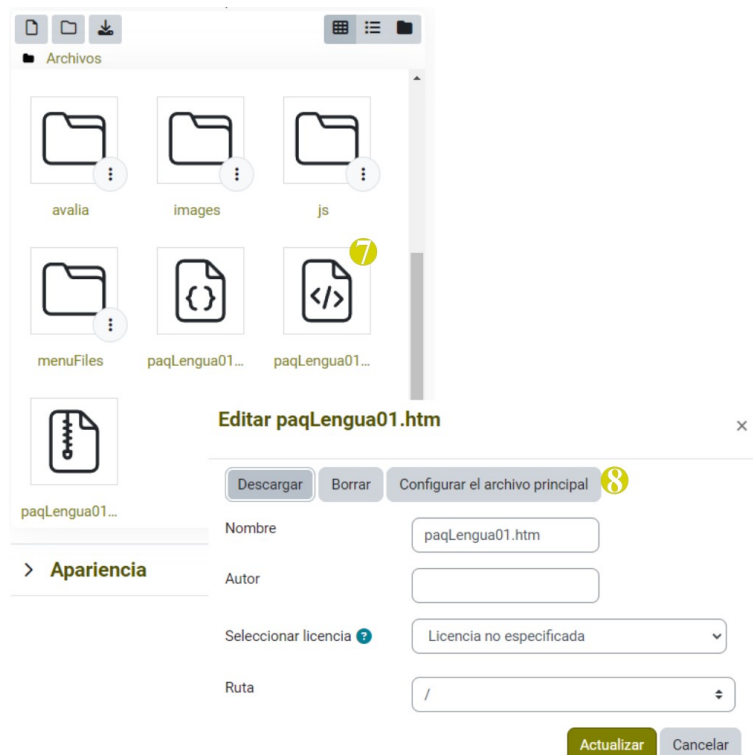 Archivos
avalia
images
js
7
menuFiles
paqLengua01...
paqLengua01...
paqLengua01...
Apariencia
Editar paqLengua01.htm
Descargar
Borrar
Configurar el archivo principal
8
Nombre
paqLengua01.htm
Autor
Seleccionar licencia
Licencia no especificada
Ruta
/
Actualizar
Cancelar